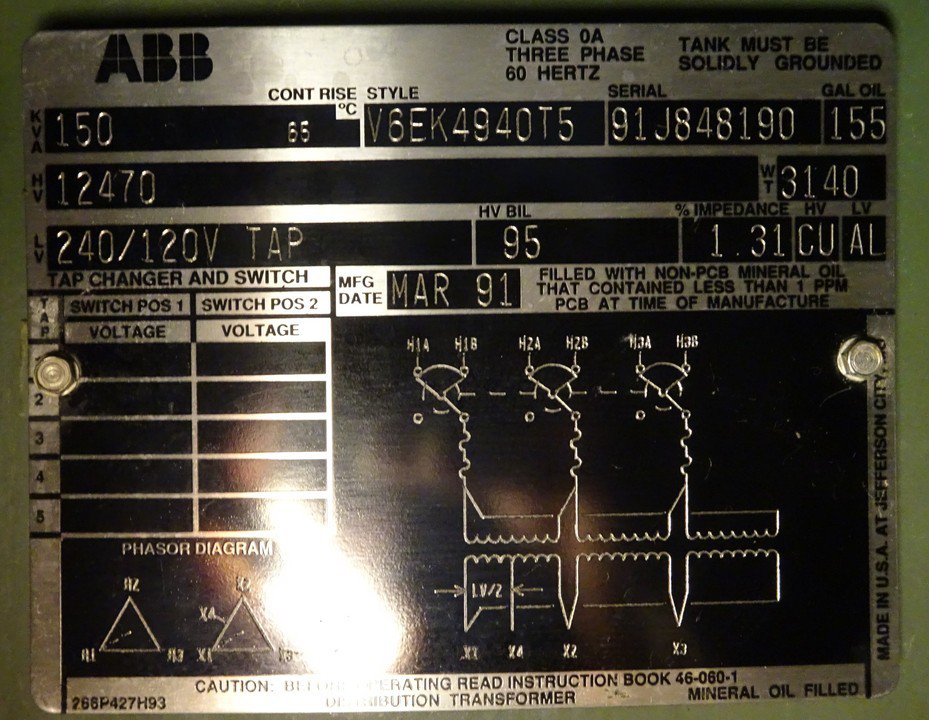 ABB
CLASS OA
THREE PHASE
60 HERTZ
TANK MUST BE
SOLIDLY GROUNDED
CONT RISE STYLE SERIAL GAL OIL
KVA 150 65 °C V6EK4940T5 91J848190 155
HV 12470 WT 3140
HV BIL % IMPEDANCE HV LV
LV 240/120V TAP 95 1.31 CU AL
TAP CHANGER AND SWITCH
MFG DATE MAR 91
FILLED WITH NON-PCB MINERAL OIL
THAT CONTAINED LESS THAN 1 PPM
PCB AT TIME OF MANUFACTURE
TAP SWITCH POS 1 SWITCH POS 2
VOLTAGE VOLTAGE
2
3
4
5
H1A H1B H2A H2B H3A H3B
LV/2
X1 X4 X2 X3
PHASOR DIAGRAM
H2
X4
H1 H3 X1
MADE IN U.S.A. AT JEFFERSON CITY,
CAUTION: OPERATING READ INSTRUCTION BOOK 46-060-1
266P427H93 DISTRIBUTION TRANSFORMER MINERAL OIL FILLED